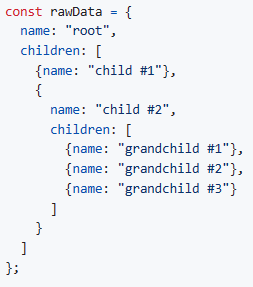 const rawData = {
  name: "root",
  children: [
    {name: "child #1"},
    {
      name: "child #2",
      children: [
        {name: "grandchild #1"},
        {name: "grandchild #2"},
        {name: "grandchild #3"}
      ]
    }
  ]
};